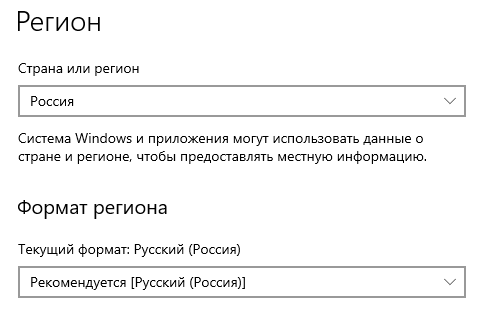 Регион
Страна или регион
Россия
Система Windows и приложения могут использовать данные о
стране и регионе, чтобы предоставлять местную информацию.
Формат региона
Текущий формат: Русский (Россия)
Рекомендуется [Русский (Россия)]